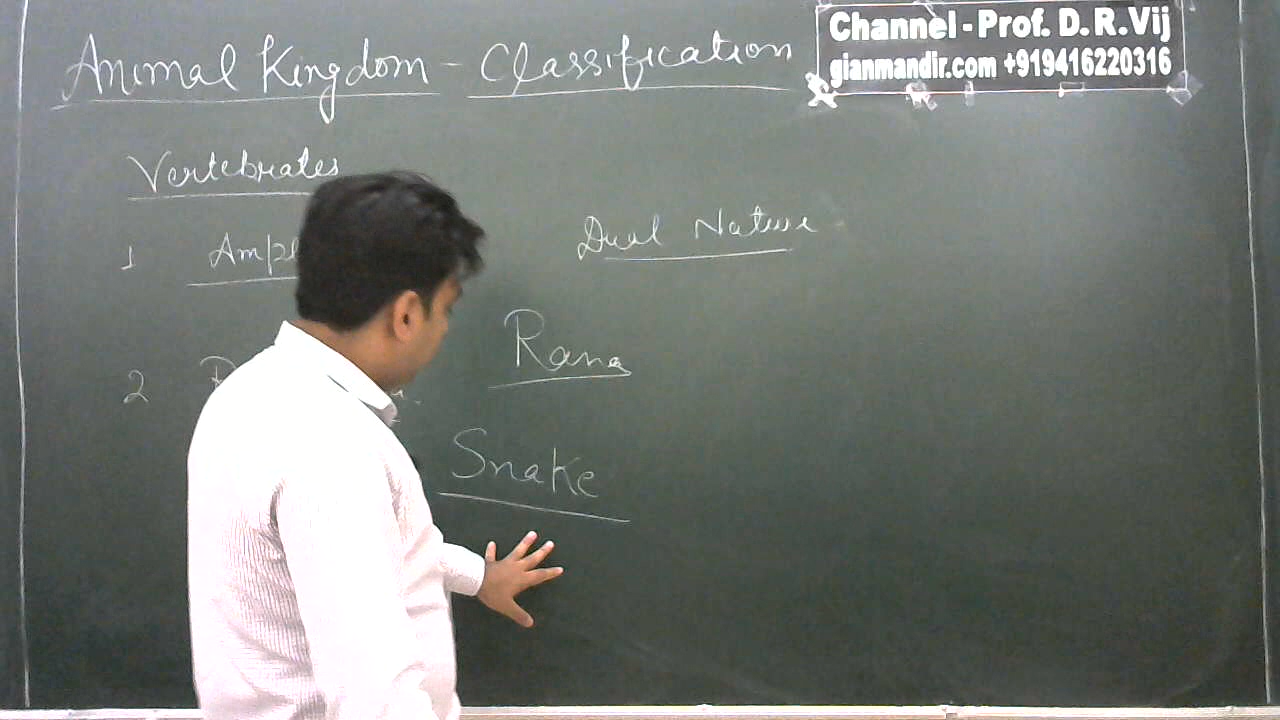 Animal Kingdom - Classification
Channel - Prof. D. R. Vij
gianmandir.com +919416220316
Vertebrates
1 Dual Nature
Rana
2
Snake